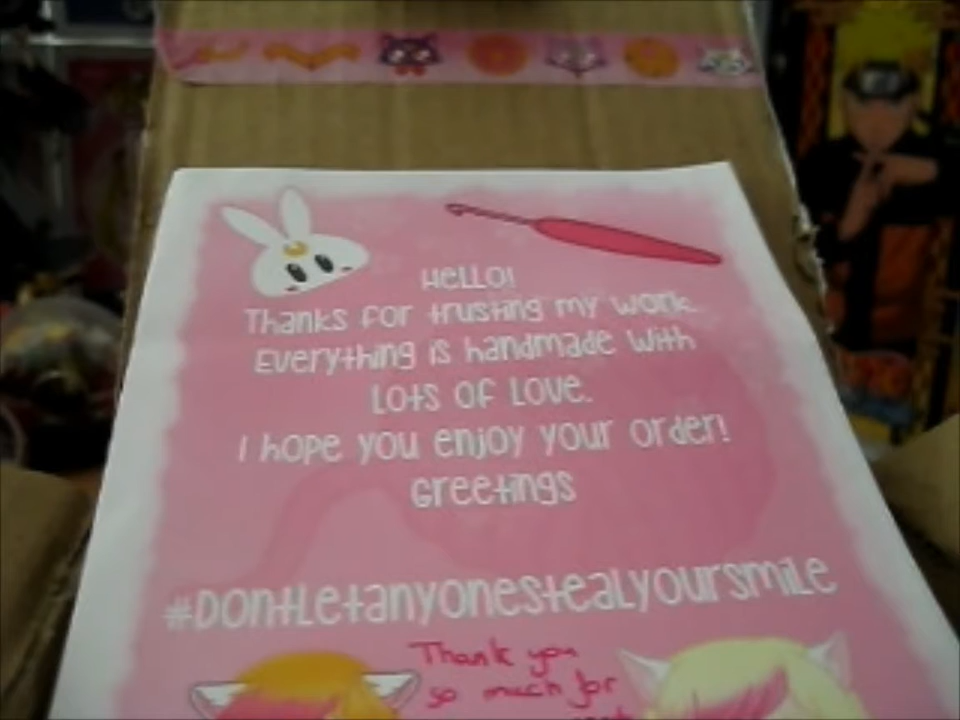 Hello!
Thanks for trusting my work.
Everything is handmade with
Lots of Love.
I hope you enjoy your order!
Greetings
#DontLetanyonestealyoursmile
Thank you
so much for